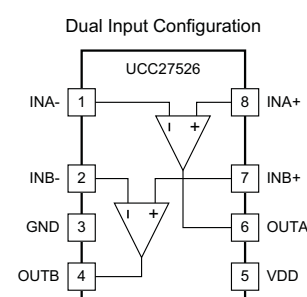 Dual Input Configuration
UCC27526
INA- 1 8 INA+
− +
INB- 2 7 INB+
− +
GND 3 6 OUTA
OUTB 4 5 VDD